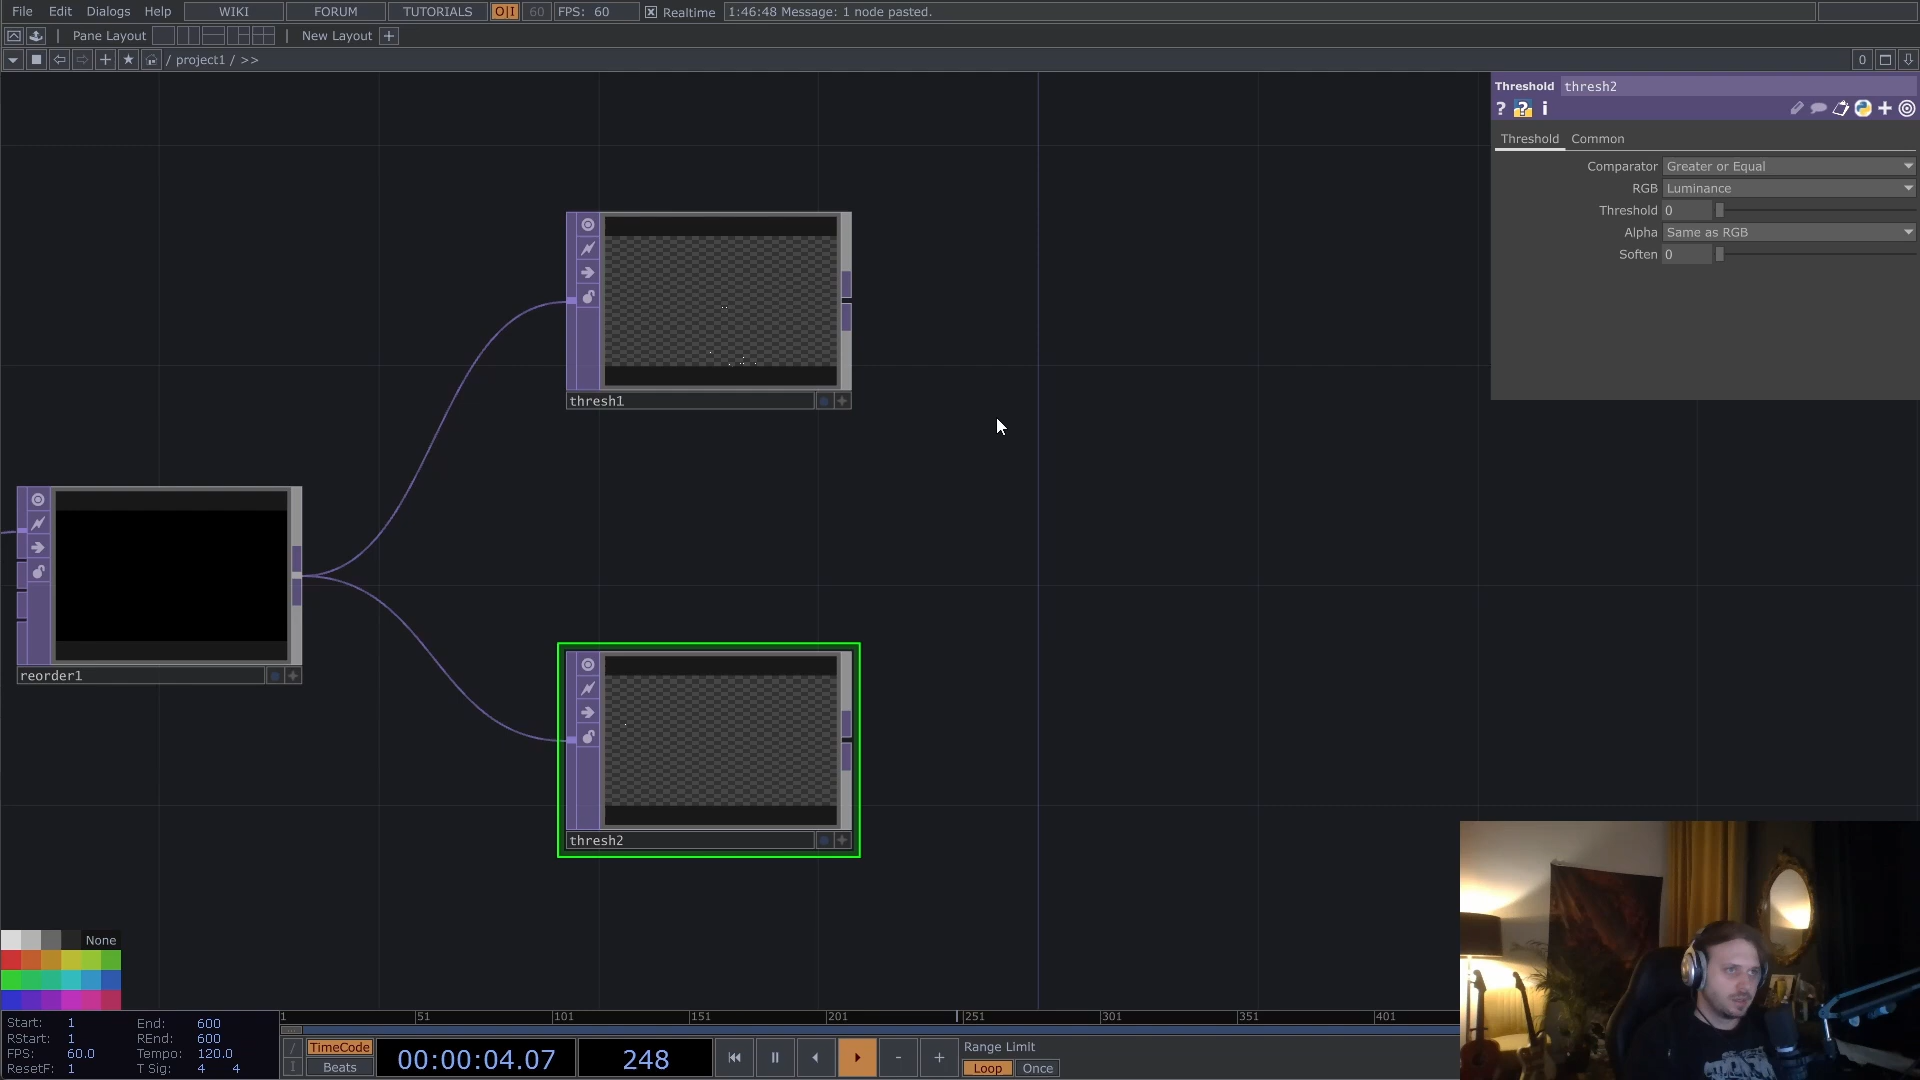 File Edit Dialogs Help WIKI FORUM TUTORIALS O|I 60 FPS: 60 Realtime 1:46:48 Message: 1 node pasted.
Pane Layout New Layout +
/ project1 / >> 0
Threshold thresh2
? ? i
Threshold Common
Comparator Greater or Equal
RGB Luminance
Threshold 0
Alpha Same as RGB
Soften 0
thresh1
reorder1
thresh2
None
1 51 101 151 201 251 301 351 401
Start: 1 End: 600
RStart: 1 REnd: 600
FPS: 60.0 Tempo: 120.0
ResetF: 1 T Sig: 4 4
TimeCode
Beats
00:00:04.07 248
- +
Range Limit
Loop Once